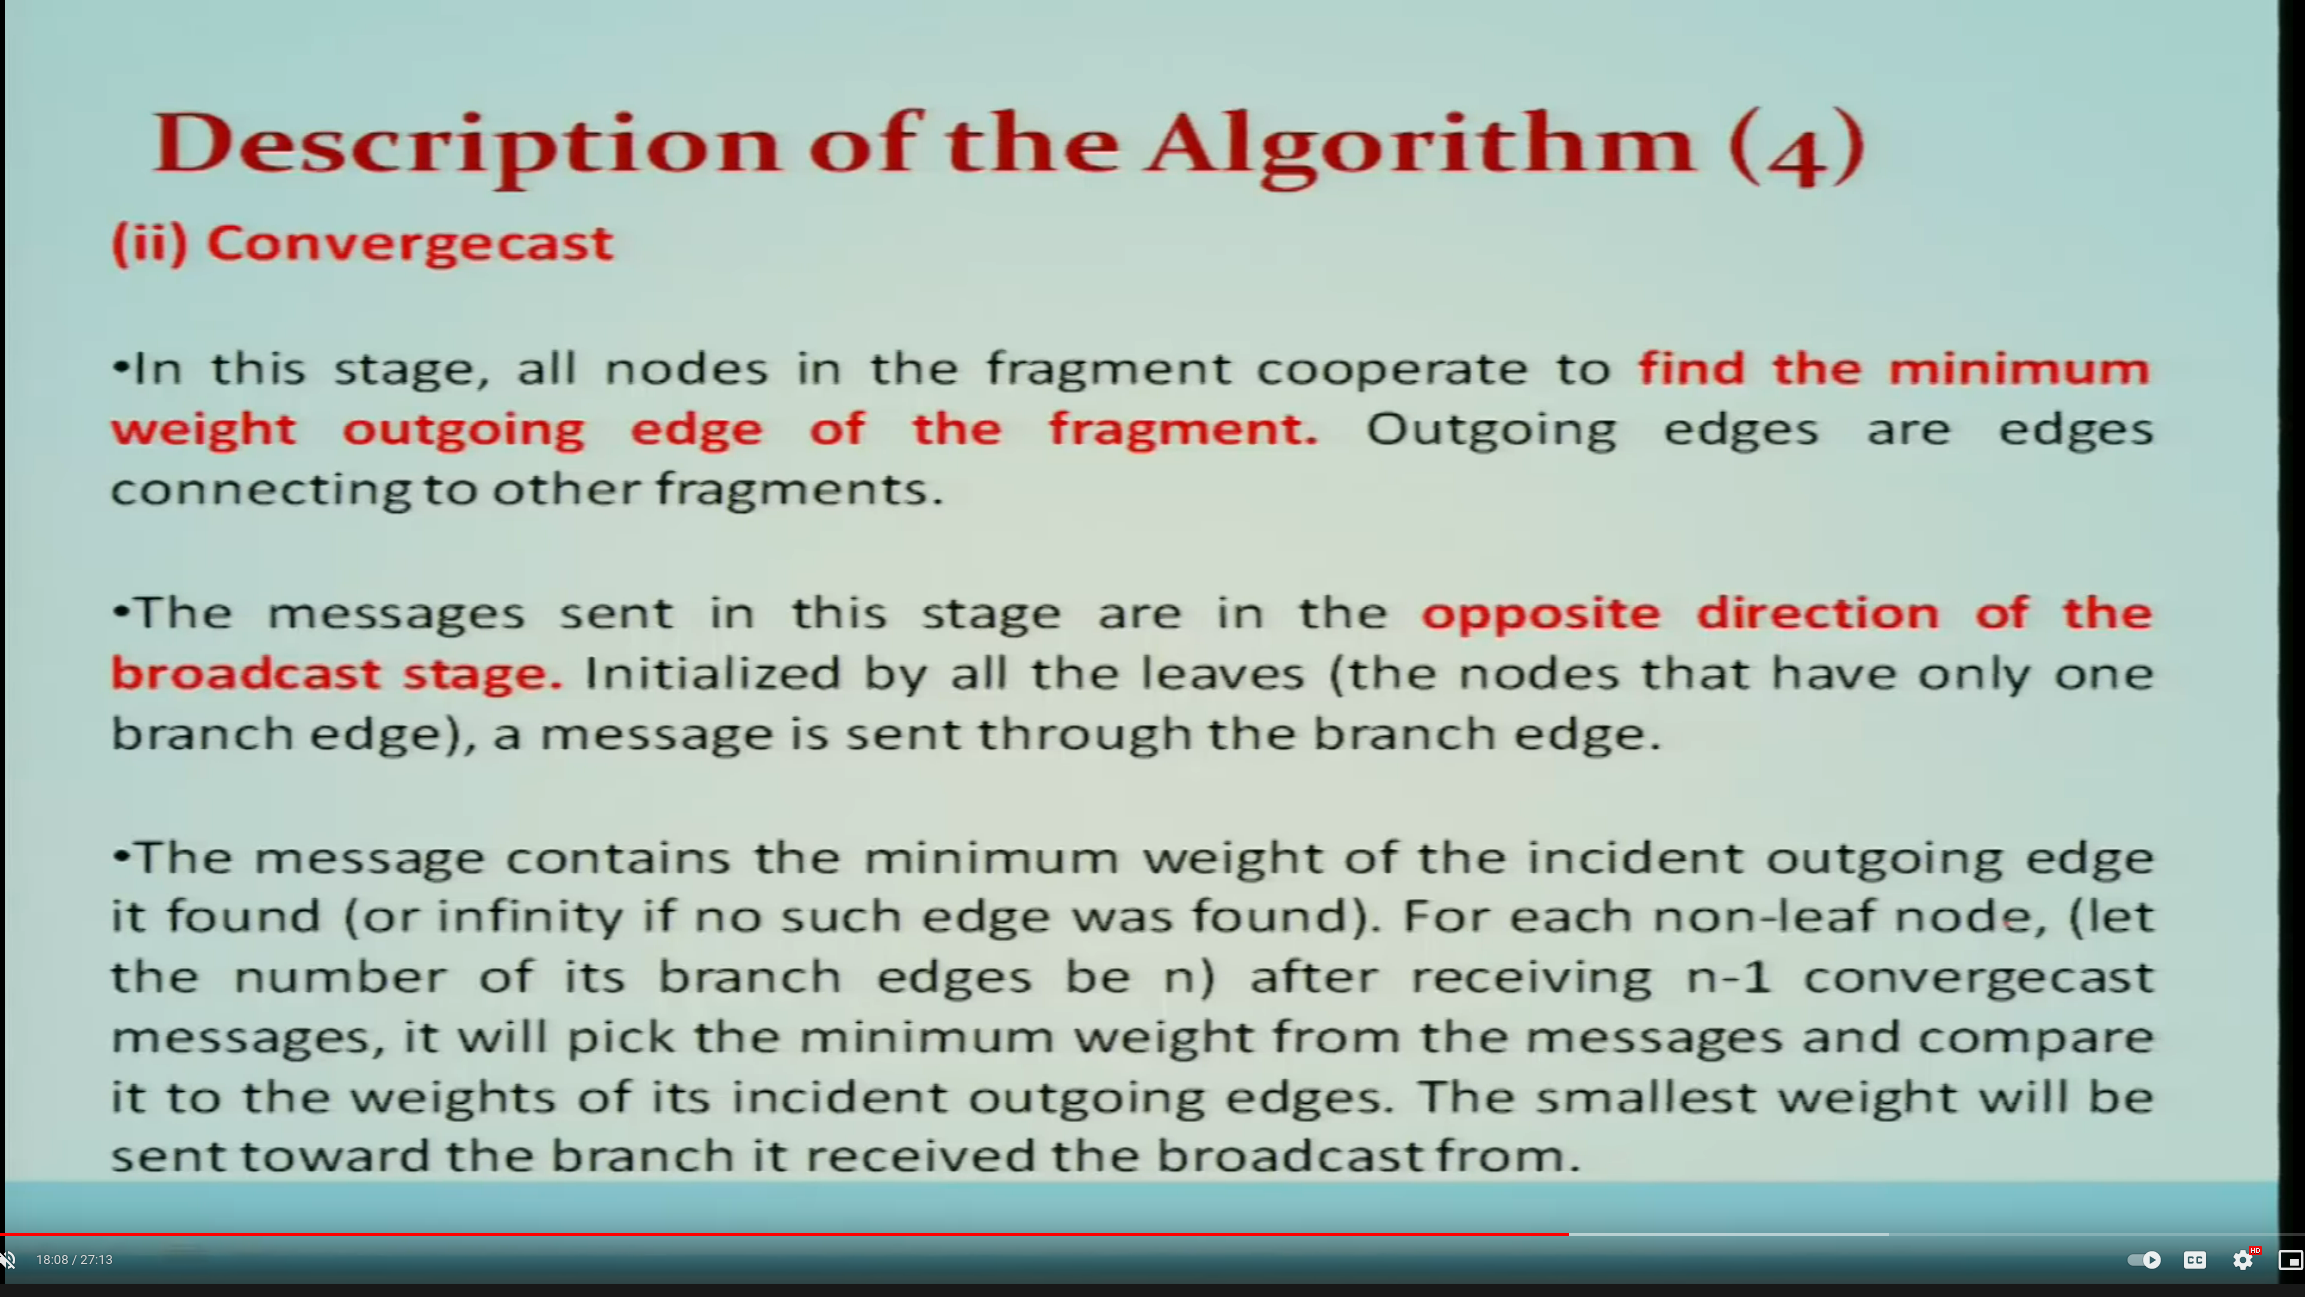 Description of the Algorithm (4)
(ii) Convergecast
•In this stage, all nodes in the fragment cooperate to find the minimum
weight outgoing edge of the fragment. Outgoing edges are edges
connecting to other fragments.
•The messages sent in this stage are in the opposite direction of the
broadcast stage. Initialized by all the leaves (the nodes that have only one
branch edge), a message is sent through the branch edge.
•The message contains the minimum weight of the incident outgoing edge
it found (or infinity if no such edge was found). For each non-leaf node, (let
the number of its branch edges be n) after receiving n-1 convergecast
messages, it will pick the minimum weight from the messages and compare
it to the weights of its incident outgoing edges. The smallest weight will be
sent toward the branch it received the broadcast from.
18:08 / 27:13
CC
HD